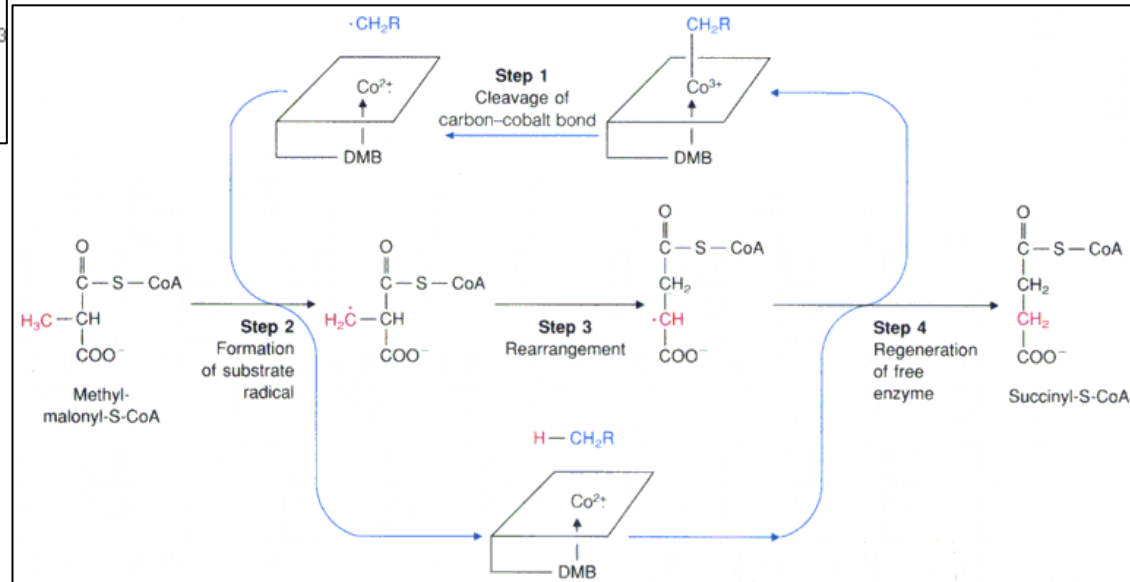 3
·CH₂R
CH₂R
Co²⁺
Step 1
Cleavage of
carbon–cobalt bond
Co³⁺
DMB
DMB
O
C—S—CoA
H₃C—CH
COO⁻
Methyl-
malonyl-S-CoA
Step 2
Formation
of substrate
radical
O
C—S—CoA
H₂Ċ—CH
COO⁻
Step 3
Rearrangement
O
C—S—CoA
CH₂
·CH
COO⁻
Step 4
Regeneration
of free
enzyme
O
C—S—CoA
CH₂
CH₂
COO⁻
Succinyl-S-CoA
H—CH₂R
Co²⁺
DMB